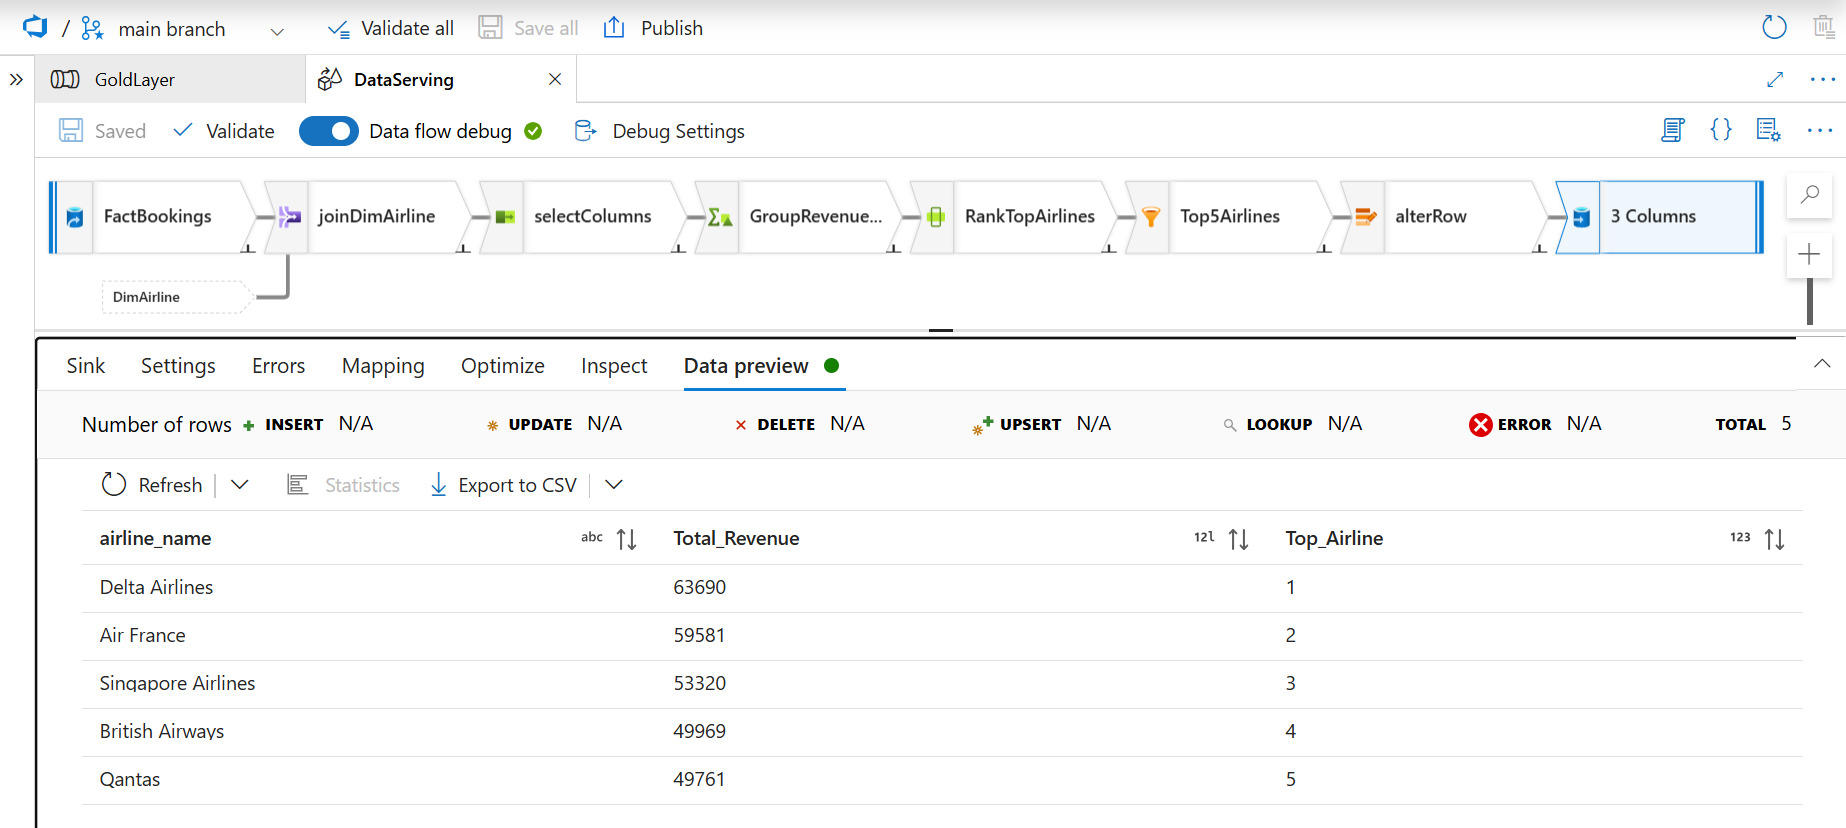 / main branch Validate all Save all Publish
» GoldLayer DataServing
Saved Validate Data flow debug Debug Settings {}
FactBookings joinDimAirline selectColumns GroupRevenue... RankTopAirlines Top5Airlines alterRow 3 Columns
DimAirline
Sink Settings Errors Mapping Optimize Inspect Data preview
Number of rows INSERT N/A UPDATE N/A DELETE N/A UPSERT N/A LOOKUP N/A ERROR N/A TOTAL 5
Refresh Statistics Export to CSV
airline_name abc Total_Revenue 12l Top_Airline 123
Delta Airlines 63690 1
Air France 59581 2
Singapore Airlines 53320 3
British Airways 49969 4
Qantas 49761 5